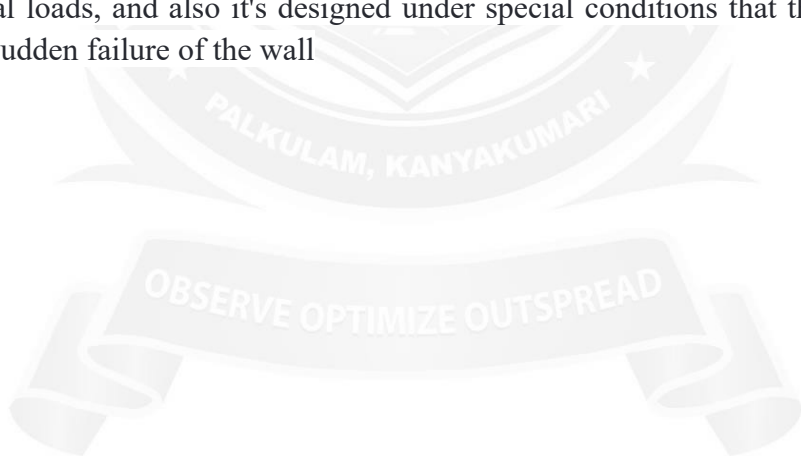 al loads, and also it's designed under special conditions that th
udden failure of the wall
PALKULAM, KANYAKUMARI
OBSERVE OPTIMIZE OUTSPREAD